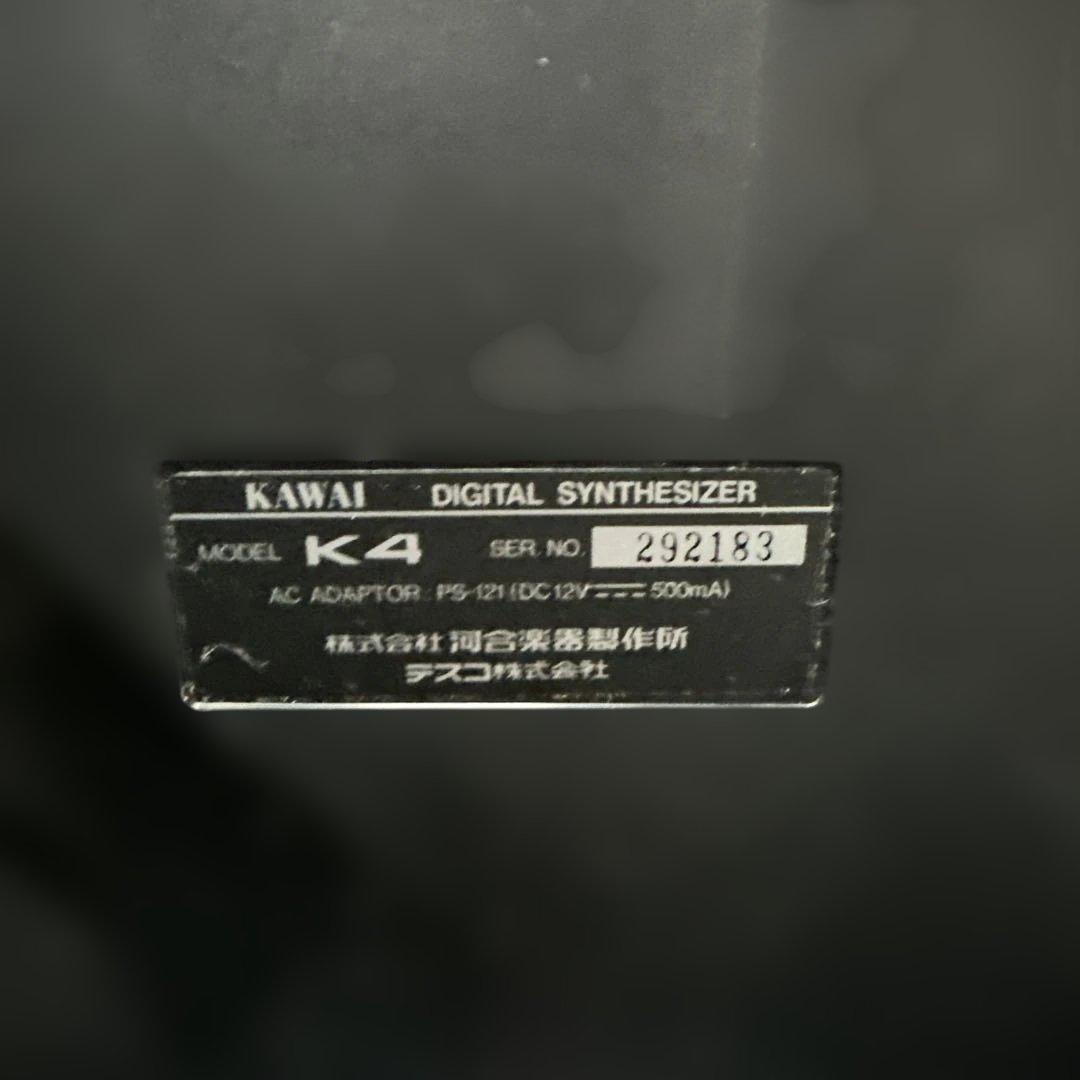 KAWAI DIGITAL SYNTHESIZER
MODEL K4 SER. NO. 292183
AC ADAPTOR PS-121 (DC12V⎓500mA)
株式会社 河合楽器製作所
テスコ株式会社